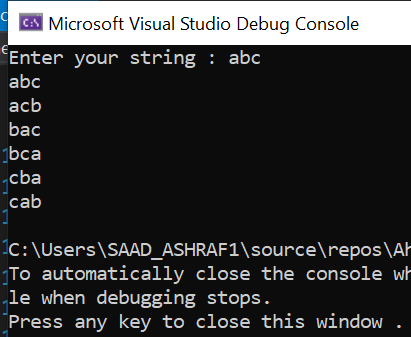 Microsoft Visual Studio Debug Console
Enter your string : abc
abc
acb
bac
bca
cba
cab
C:\Users\SAAD_ASHRAF1\source\repos\Ah
To automatically close the console wh
le when debugging stops.
Press any key to close this window .